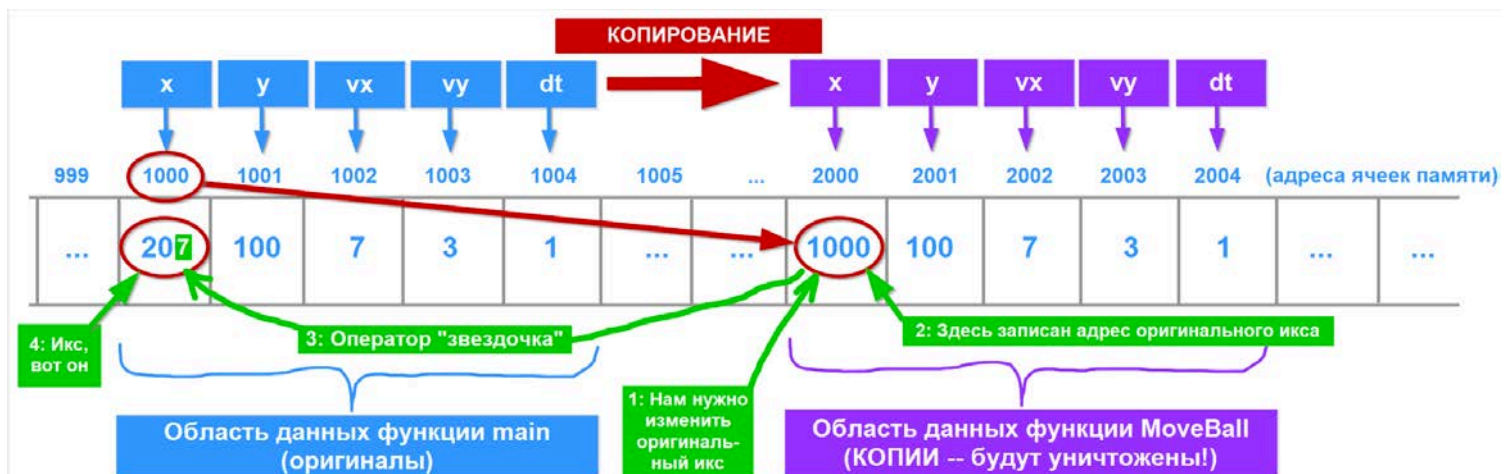 КОПИРОВАНИЕ
x y vx vy dt x y vx vy dt
999 1000 1001 1002 1003 1004 1005 ... 2000 2001 2002 2003 2004 (адреса ячеек памяти)
... 207 100 7 3 1 ... ... 1000 100 7 3 1 ... ...
4: Икс,
вот он
3: Оператор "звездочка"
2: Здесь записан адрес оригинального икса
1: Нам нужно
изменить
оригиналь-
ный икс
Область данных функции main
(оригиналы)
Область данных функции MoveBall
(КОПИИ -- будут уничтожены!)